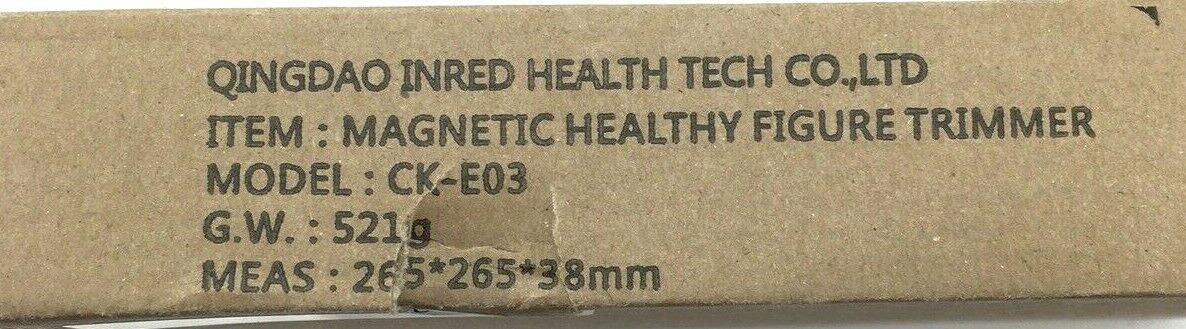 QINGDAO INRED HEALTH TECH CO.,LTD
ITEM : MAGNETIC HEALTHY FIGURE TRIMMER
MODEL : CK-E03
G.W. : 521g
MEAS : 265*265*38mm